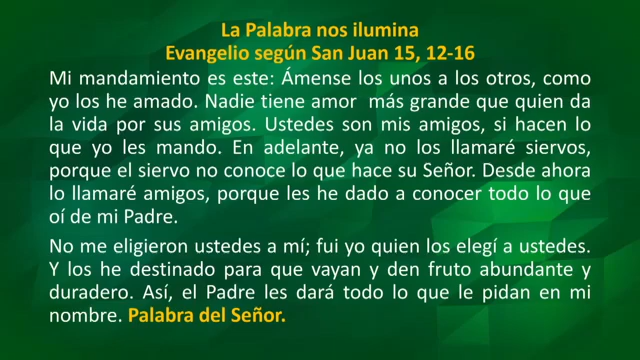 La Palabra nos ilumina
Evangelio según San Juan 15, 12-16
Mi mandamiento es este: Ámense los unos a los otros, como
yo los he amado. Nadie tiene amor  más grande que quien da
la vida por sus amigos. Ustedes son mis amigos, si hacen lo
que yo les mando. En adelante, ya no los llamaré siervos,
porque el siervo no conoce lo que hace su Señor. Desde ahora
lo llamaré amigos, porque les he dado a conocer todo lo que
oí de mi Padre.
No me eligieron ustedes a mí; fui yo quien los elegí a ustedes.
Y los he destinado para que vayan y den fruto abundante y
duradero. Así, el Padre les dará todo lo que le pidan en mi
nombre. Palabra del Señor.